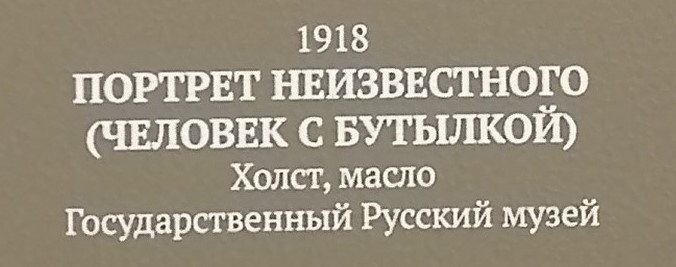 1918
ПОРТРЕТ НЕИЗВЕСТНОГО
(ЧЕЛОВЕК С БУТЫЛКОЙ)
Холст, масло
Государственный Русский музей